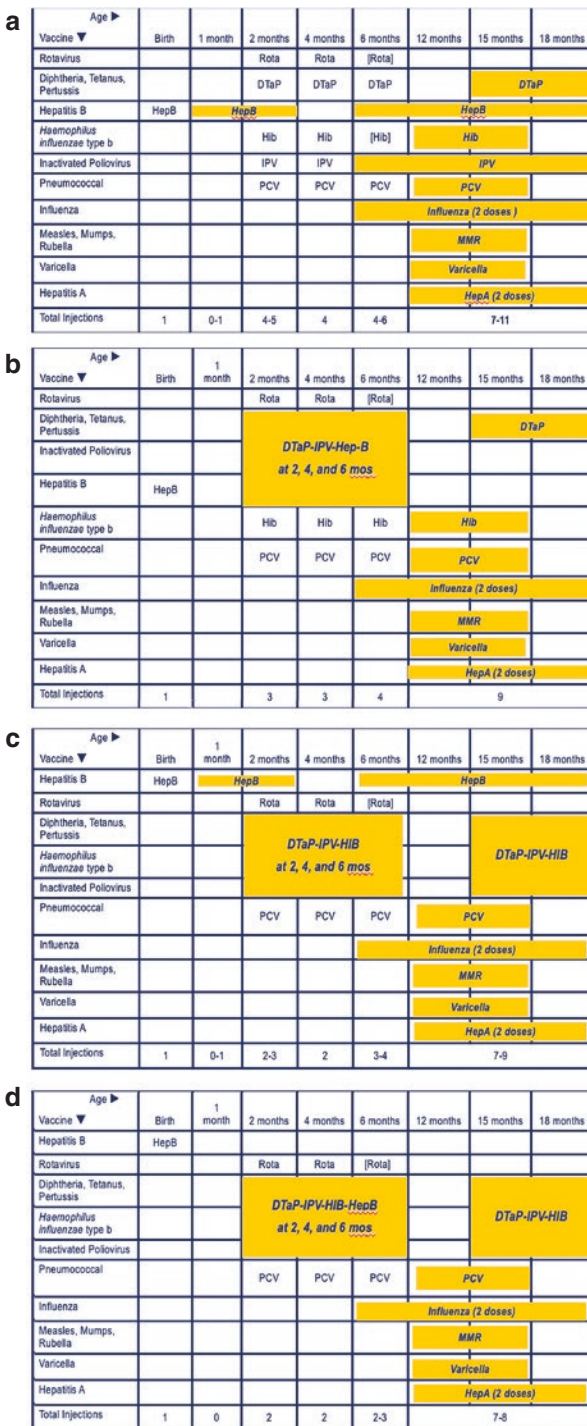 a
Age ▶
Vaccine ▼ Birth 1 month 2 months 4 months 6 months 12 months 15 months 18 months
Rotavirus Rota Rota [Rota]
Diphtheria, Tetanus,
Pertussis DTaP DTaP DTaP DTaP
Hepatitis B HepB HepB HepB
Haemophilus
influenzae type b Hib Hib [Hib] Hib
Inactivated Poliovirus IPV IPV IPV
Pneumococcal PCV PCV PCV PCV
Influenza Influenza (2 doses )
Measles, Mumps,
Rubella MMR
Varicella Varicella
Hepatitis A HepA (2 doses)
Total Injections 1 0-1 4-5 4 4-6 7-11
b
Age ▶
1
Vaccine ▼ Birth month 2 months 4 months 6 months 12 months 15 months 18 months
Rotavirus Rota Rota [Rota]
Diphtheria, Tetanus,
Pertussis DTaP
Inactivated Poliovirus DTaP-IPV-Hep-B
at 2, 4, and 6 mos
Hepatitis B HepB
Haemophilus
influenzae type b Hib Hib Hib Hib
Pneumococcal PCV PCV PCV PCV
Influenza Influenza (2 doses)
Measles, Mumps,
Rubella MMR
Varicella Varicella
Hepatitis A HepA (2 doses)
Total Injections 1 3 3 4 9
c
Age ▶
1
Vaccine ▼ Birth month 2 months 4 months 6 months 12 months 15 months 18 months
Hepatitis B HepB HepB HepB
Rotavirus Rota Rota [Rota]
Diphtheria, Tetanus,
Pertussis DTaP-IPV-HIB DTaP-IPV-HIB
Haemophilus
influenzae type b at 2, 4, and 6 mos
Inactivated Poliovirus
Pneumococcal PCV PCV PCV PCV
Influenza Influenza (2 doses)
Measles, Mumps,
Rubella MMR
Varicella Varicella
Hepatitis A HepA (2 doses)
Total Injections 1 0-1 2-3 2 3-4 7-9
d
Age ▶
1
Vaccine ▼ Birth month 2 months 4 months 6 months 12 months 15 months 18 months
Hepatitis B HepB
Rotavirus Rota Rota [Rota]
Diphtheria, Tetanus,
Pertussis DTaP-IPV-HIB-HepB DTaP-IPV-HIB
Haemophilus
influenzae type b at 2, 4, and 6 mos
Inactivated Poliovirus
Pneumococcal PCV PCV PCV PCV
Influenza Influenza (2 doses)
Measles, Mumps,
Rubella MMR
Varicella Varicella
Hepatitis A HepA (2 doses)
Total Injections 1 0 2 2 2-3 7-8